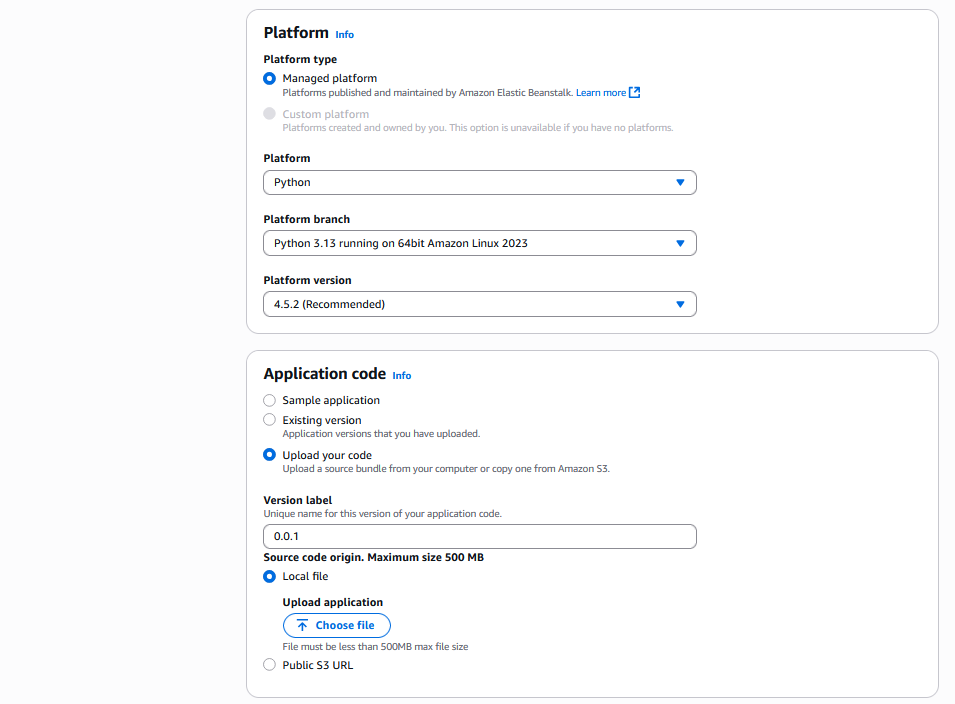 Platform Info
Platform type
Managed platform
Platforms published and maintained by Amazon Elastic Beanstalk. Learn more
Custom platform
Platforms created and owned by you. This option is unavailable if you have no platforms.
Platform
Python
Platform branch
Python 3.13 running on 64bit Amazon Linux 2023
Platform version
4.5.2 (Recommended)
Application code Info
Sample application
Existing version
Application versions that you have uploaded.
Upload your code
Upload a source bundle from your computer or copy one from Amazon S3.
Version label
Unique name for this version of your application code.
0.0.1
Source code origin. Maximum size 500 MB
Local file
Upload application
Choose file
File must be less than 500MB max file size
Public S3 URL